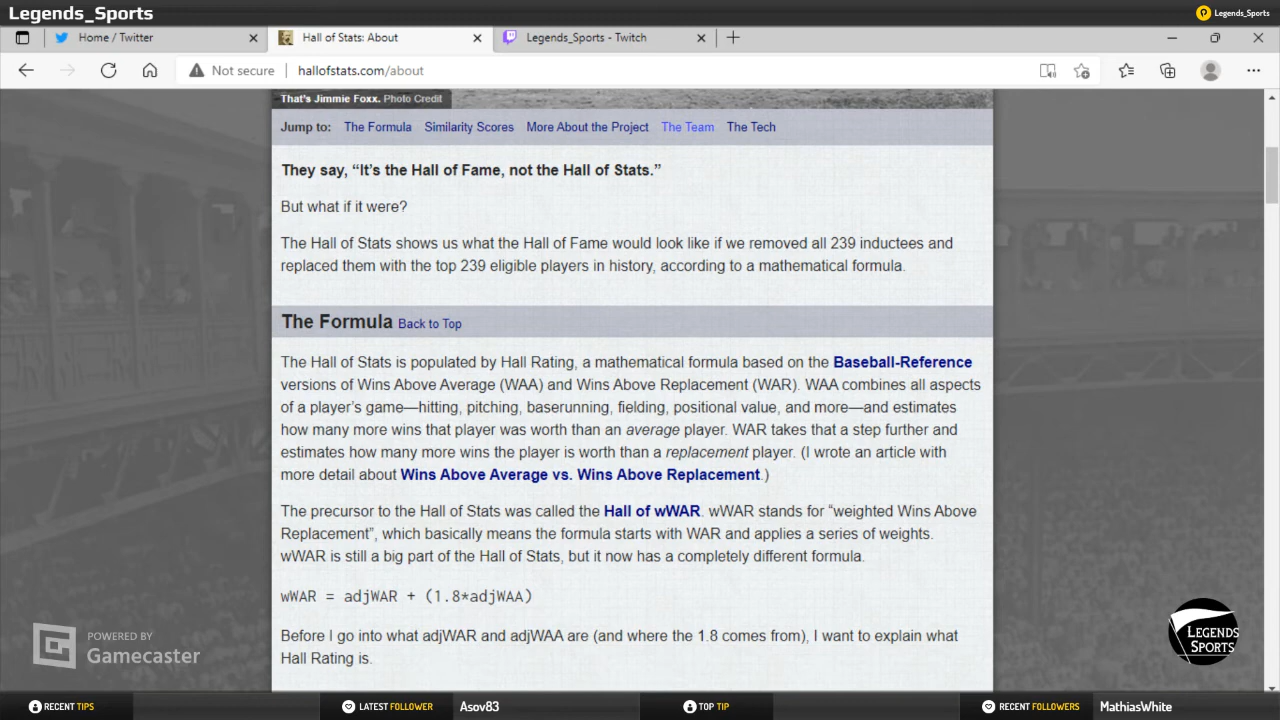 Legends_Sports
Legends_Sports
Home / Twitter
Hall of Stats: About
Legends_Sports - Twitch
Not secure
hallofstats.com/about
That's Jimmie Foxx. Photo Credit
Jump to: The Formula Similarity Scores More About the Project The Team The Tech
They say, “It’s the Hall of Fame, not the Hall of Stats.”
But what if it were?
The Hall of Stats shows us what the Hall of Fame would look like if we removed all 239 inductees and
replaced them with the top 239 eligible players in history, according to a mathematical formula.
The Formula Back to Top
The Hall of Stats is populated by Hall Rating, a mathematical formula based on the Baseball-Reference
versions of Wins Above Average (WAA) and Wins Above Replacement (WAR). WAA combines all aspects
of a player’s game—hitting, pitching, baserunning, fielding, positional value, and more—and estimates
how many more wins that player was worth than an average player. WAR takes that a step further and
estimates how many more wins the player is worth than a replacement player. (I wrote an article with
more detail about Wins Above Average vs. Wins Above Replacement.)
The precursor to the Hall of Stats was called the Hall of wWAR. wWAR stands for “weighted Wins Above
Replacement”, which basically means the formula starts with WAR and applies a series of weights.
wWAR is still a big part of the Hall of Stats, but it now has a completely different formula.
wWAR = adjWAR + (1.8*adjWAA)
Before I go into what adjWAR and adjWAA are (and where the 1.8 comes from), I want to explain what
Hall Rating is.
POWERED BY
Gamecaster
LEGENDS
SPORTS
RECENT TIPS
LATEST FOLLOWER
Asov83
TOP TIP
RECENT FOLLOWERS
MathiasWhite